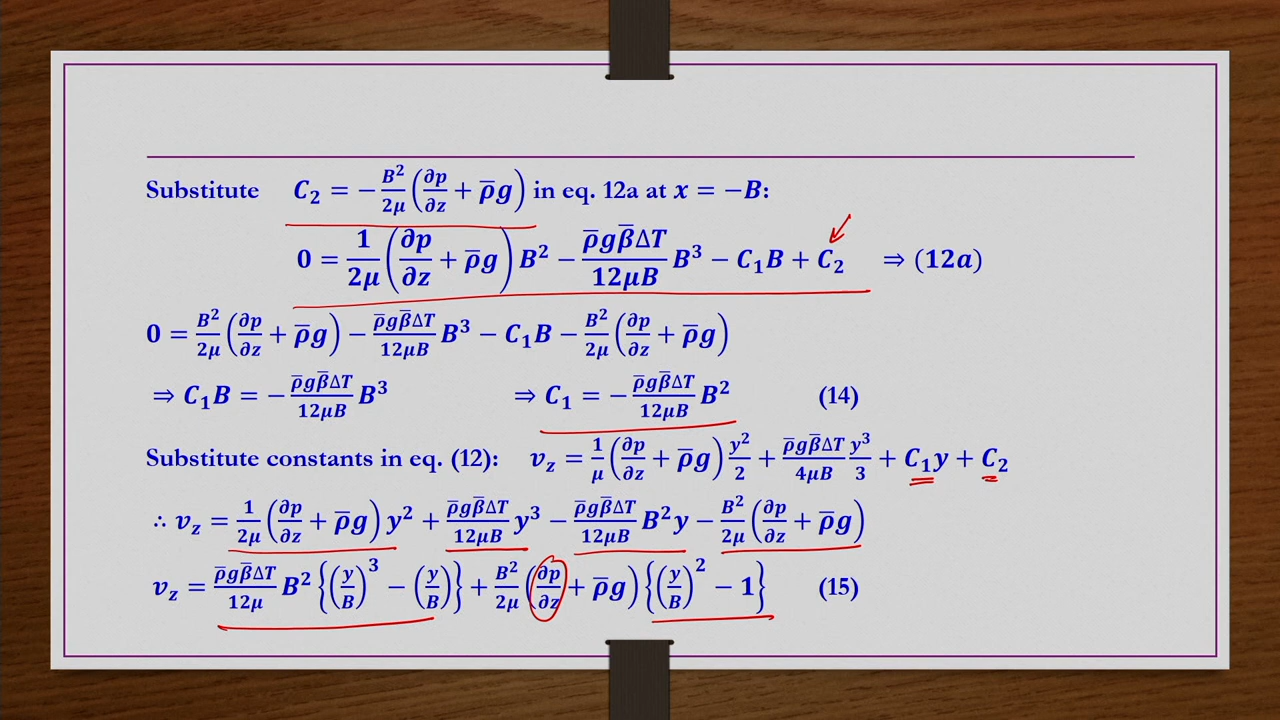 Substitute C₂ = −B²/2μ (∂p/∂z + ρ̅g) in eq. 12a at x = −B:
0 = 1/2μ (∂p/∂z + ρ̅g) B² − ρ̅gβ̅ΔT/12μB B³ − C₁B + C₂ ⇒ (12a)
0 = B²/2μ (∂p/∂z + ρ̅g) − ρ̅gβ̅ΔT/12μB B³ − C₁B − B²/2μ (∂p/∂z + ρ̅g)
⇒ C₁B = − ρ̅gβ̅ΔT/12μB B³ ⇒ C₁ = − ρ̅gβ̅ΔT/12μB B² (14)
Substitute constants in eq. (12): v_z = 1/μ (∂p/∂z + ρ̅g) y²/2 + ρ̅gβ̅ΔT/4μB y³/3 + C₁y + C₂
∴ v_z = 1/2μ (∂p/∂z + ρ̅g) y² + ρ̅gβ̅ΔT/12μB y³ − ρ̅gβ̅ΔT/12μB B²y − B²/2μ (∂p/∂z + ρ̅g)
v_z = ρ̅gβ̅ΔT/12μ B² {(y/B)³ − (y/B)} + B²/2μ (∂p/∂z + ρ̅g) {(y/B)² − 1} (15)